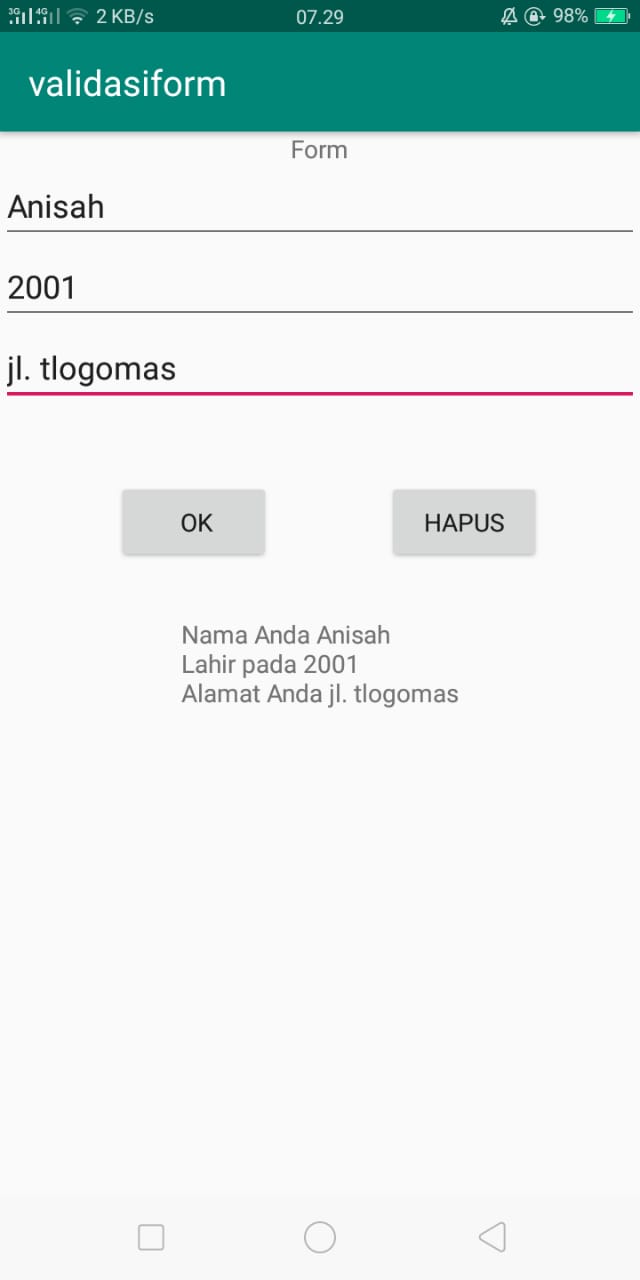 3G 4G 2 KB/s 07.29 98%
validasiform
Form
Anisah
2001
jl. tlogomas
OK HAPUS
Nama Anda Anisah
Lahir pada 2001
Alamat Anda jl. tlogomas